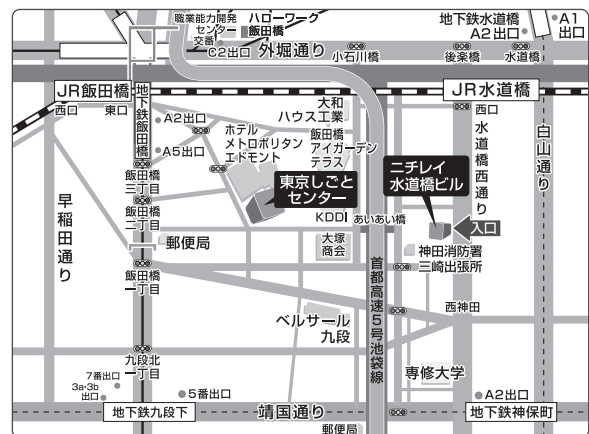 職業能力開発
センター
交番
ハローワーク
飯田橋
C2出口
外堀通り
小石川橋
地下鉄水道橋
A2出口
A1
出口
後楽橋
水道橋
JR飯田橋
西口
東口
地下鉄飯田橋
A2出口
A5出口
ホテル
メトロポリタン
エドモント
大和
ハウス工業
飯田橋
アイガーデン
テラス
JR水道橋
西口
水道橋西通り
白山通り
東京しごと
センター
ニチレイ
水道橋ビル
入口
飯田橋
三丁目
飯田橋
二丁目
早稲田通り
郵便局
KDDI
あいあい橋
大塚
商会
神田消防署
三崎出張所
飯田橋
一丁目
首都高速5号池袋線
西神田
ベルサール
九段
九段北
一丁目
専修大学
7番出口
3a・3b
出口
5番出口
A2出口
地下鉄九段下
靖国通り
地下鉄神保町
郵便局